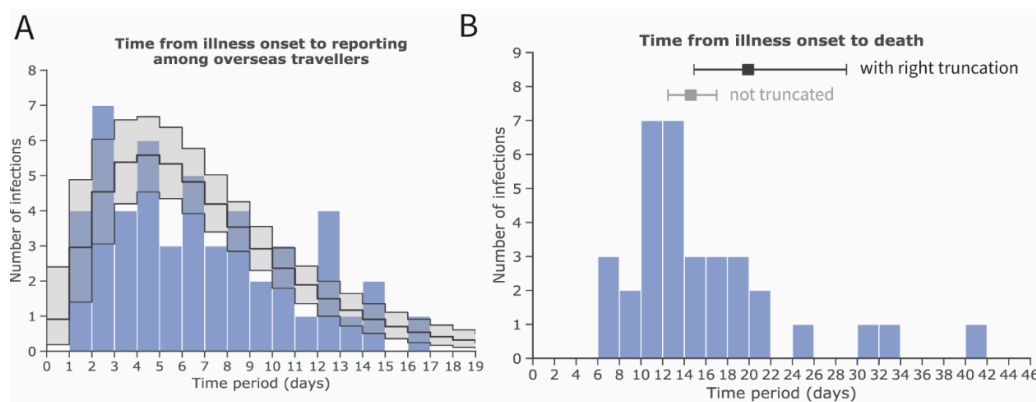 A
Time from illness onset to reporting
among overseas travellers
8
7
6
5
4
3
2
1
0
Number of infections
0 1 2 3 4 5 6 7 8 9 10 11 12 13 14 15 16 17 18 19
Time period (days)
B
Time from illness onset to death
with right truncation
not truncated
9
8
7
6
5
4
3
2
1
0
Number of infections
0 2 4 6 8 10 12 14 16 18 20 22 24 26 28 30 32 34 36 38 40 42 44 46
Time period (days)